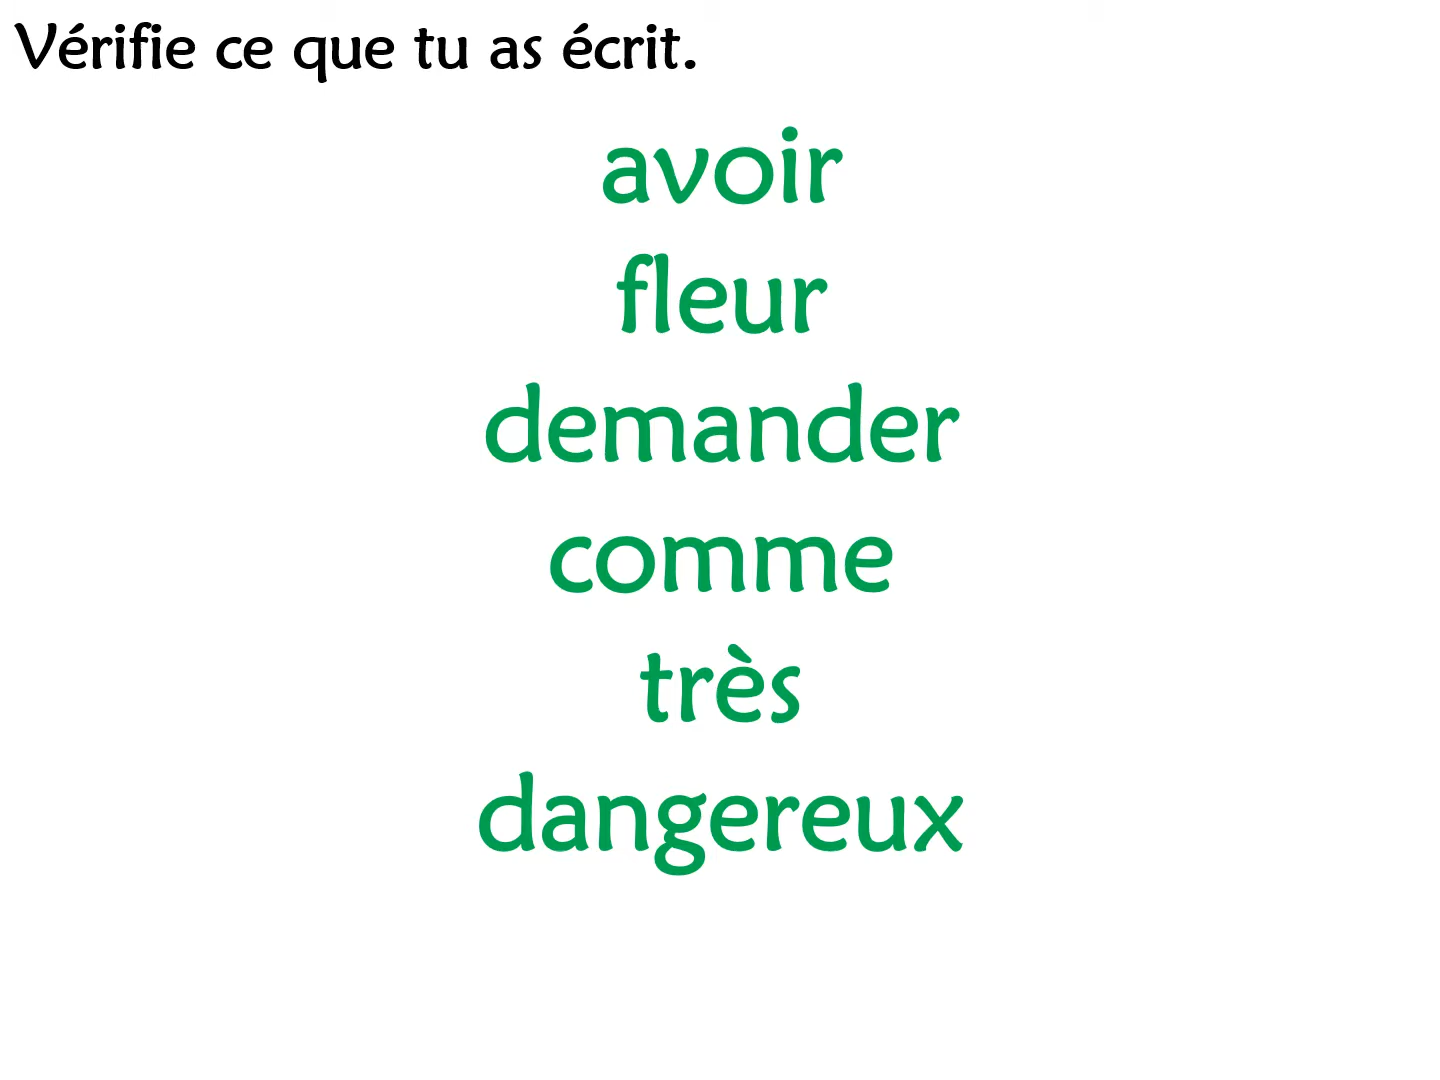 Vérifie ce que tu as écrit.
avoir
fleur
demander
comme
très
dangereux